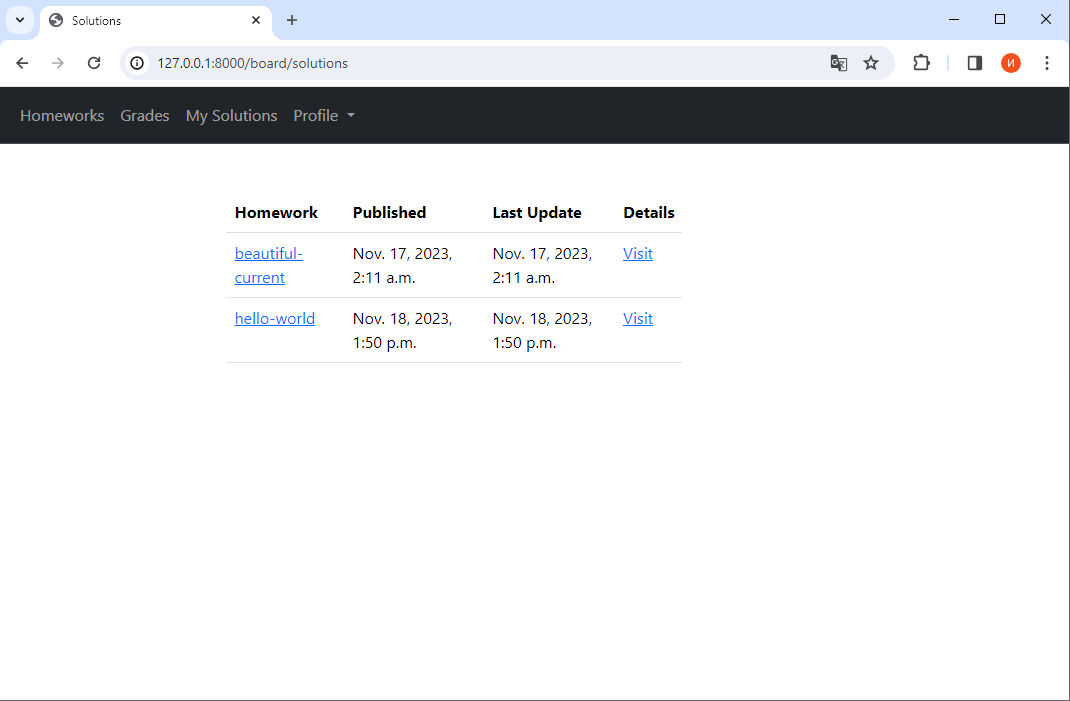 Solutions
127.0.0.1:8000/board/solutions
И
Homeworks Grades My Solutions Profile
Homework Published Last Update Details
beautiful- Nov. 17, 2023, Nov. 17, 2023, Visit
current 2:11 a.m. 2:11 a.m.
hello-world Nov. 18, 2023, Nov. 18, 2023, Visit
1:50 p.m. 1:50 p.m.